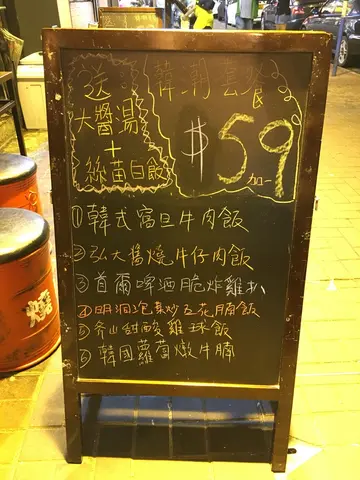 送
大醬湯
+
絲苗白飯
韓潮套餐
$59
加一
①韓式窩旦牛肉飯
②弘大醬燒牛仔肉飯
③首爾啤酒脆炸雞扒
④明洞泡菜炒五花腩飯
⑤釜山甜酸雞球飯
⑥韓國蘿蔔燉牛腩
燒